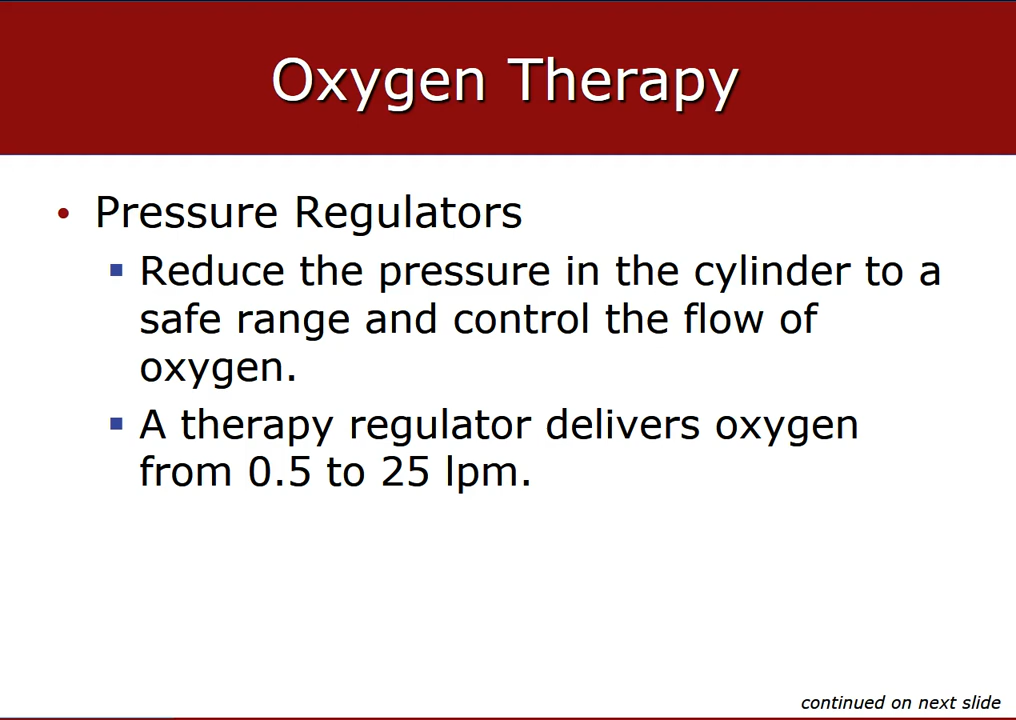 Oxygen Therapy
• Pressure Regulators
▪ Reduce the pressure in the cylinder to a
safe range and control the flow of
oxygen.
▪ A therapy regulator delivers oxygen
from 0.5 to 25 lpm.
continued on next slide